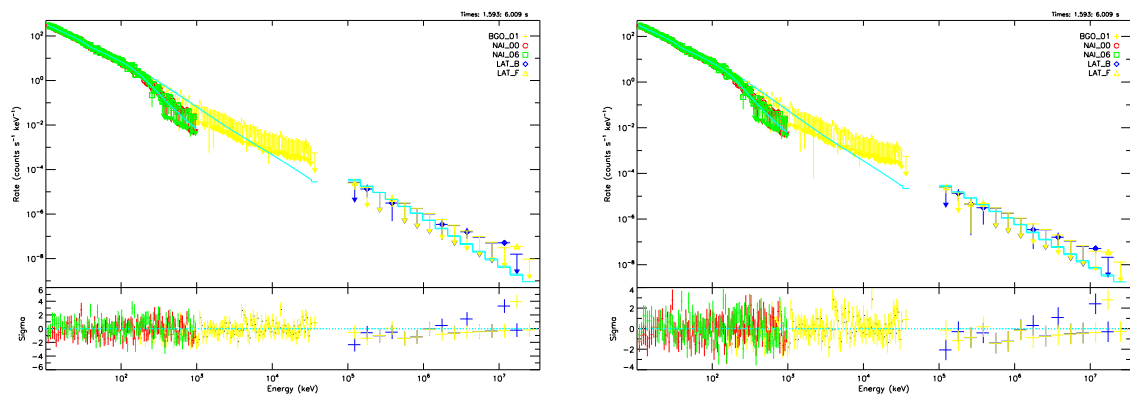 Times: 1.593: 6.009 s
BGO_01
NAI_00
NAI_06
LAT_B
LAT_F
Rate (counts s⁻¹ keV⁻¹)
10²
10⁰
10⁻²
10⁻⁴
10⁻⁶
10⁻⁸
Sigma
6
4
2
0
-2
-4
-6
10² 10³ 10⁴ 10⁵ 10⁶ 10⁷
Energy (keV)
Times: 1.593: 6.009 s
BGO_01
NAI_00
NAI_06
LAT_B
LAT_F
Rate (counts s⁻¹ keV⁻¹)
10²
10⁰
10⁻²
10⁻⁴
10⁻⁶
10⁻⁸
Sigma
4
2
0
-2
-4
10² 10³ 10⁴ 10⁵ 10⁶ 10⁷
Energy (keV)